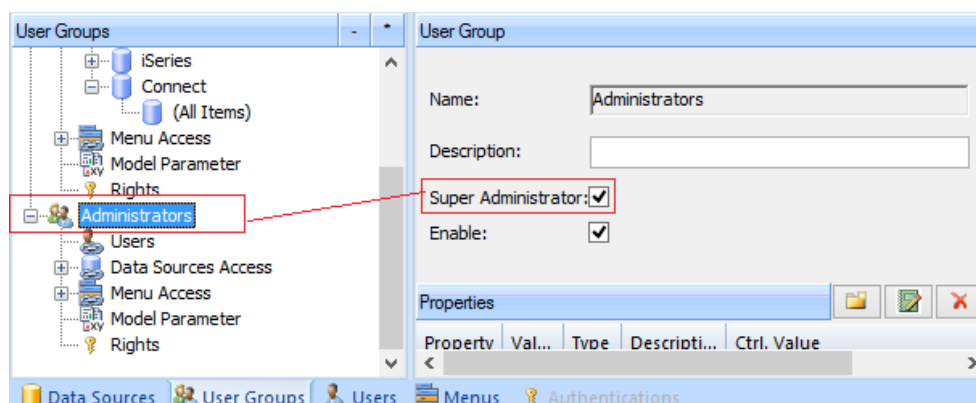 User Groups - *
iSeries
Connect
(All Items)
Menu Access
Model Parameter
Rights
Administrators
Users
Data Sources Access
Menu Access
Model Parameter
Rights
User Group
Name: Administrators
Description:
Super Administrator:
Enable:
Properties
Property Val... Type Descripti... Ctrl. Value
Data Sources User Groups Users Menus Authentications